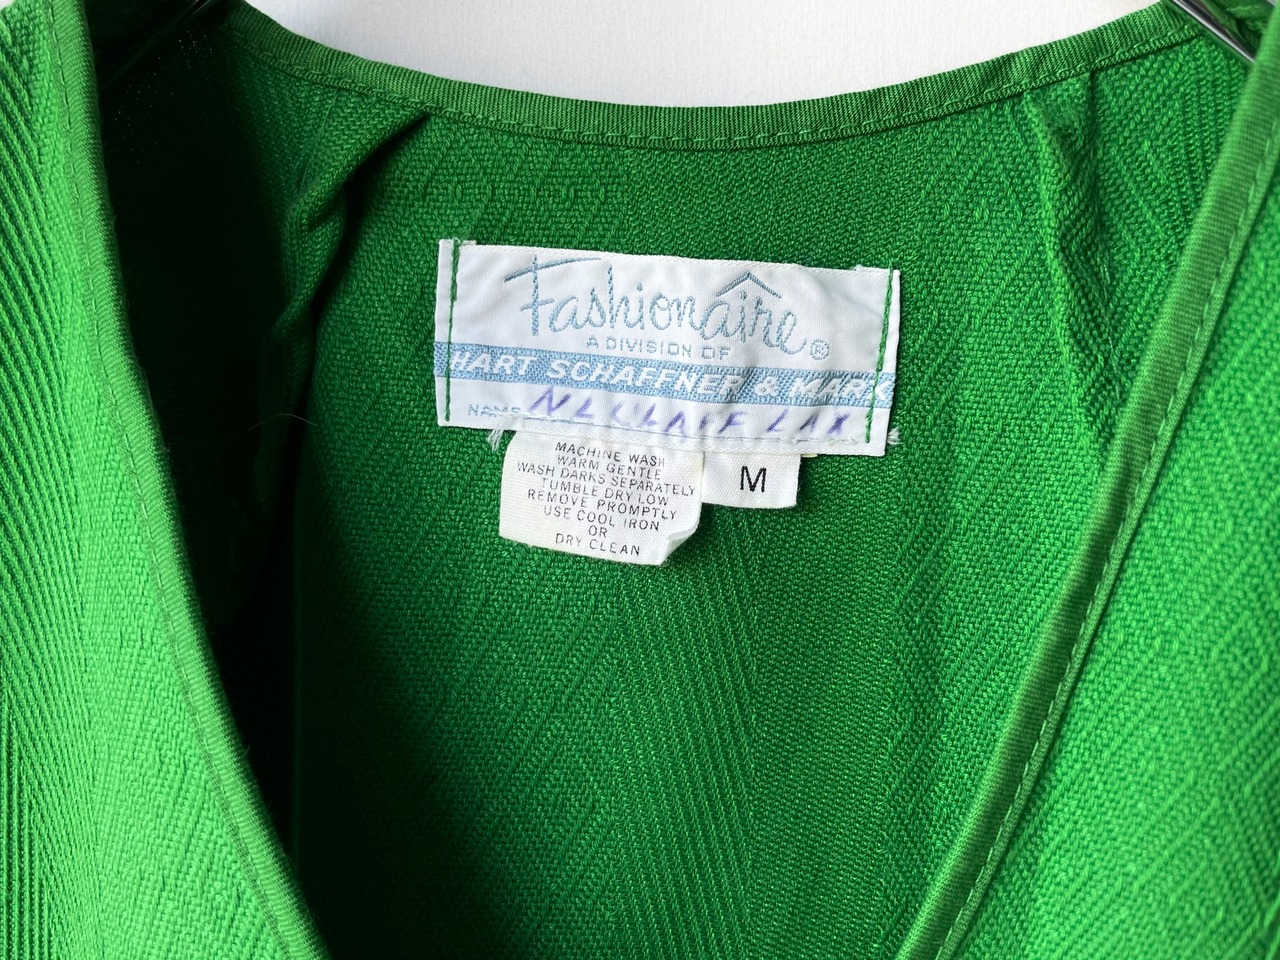 Fashionaîre®
A DIVISION OF
HART SCHAFFNER & MARX
NAME
MACHINE WASH
WARM GENTLE
WASH DARKS SEPARATELY
TUMBLE DRY LOW
REMOVE PROMPTLY
USE COOL IRON
OR
DRY CLEAN
M